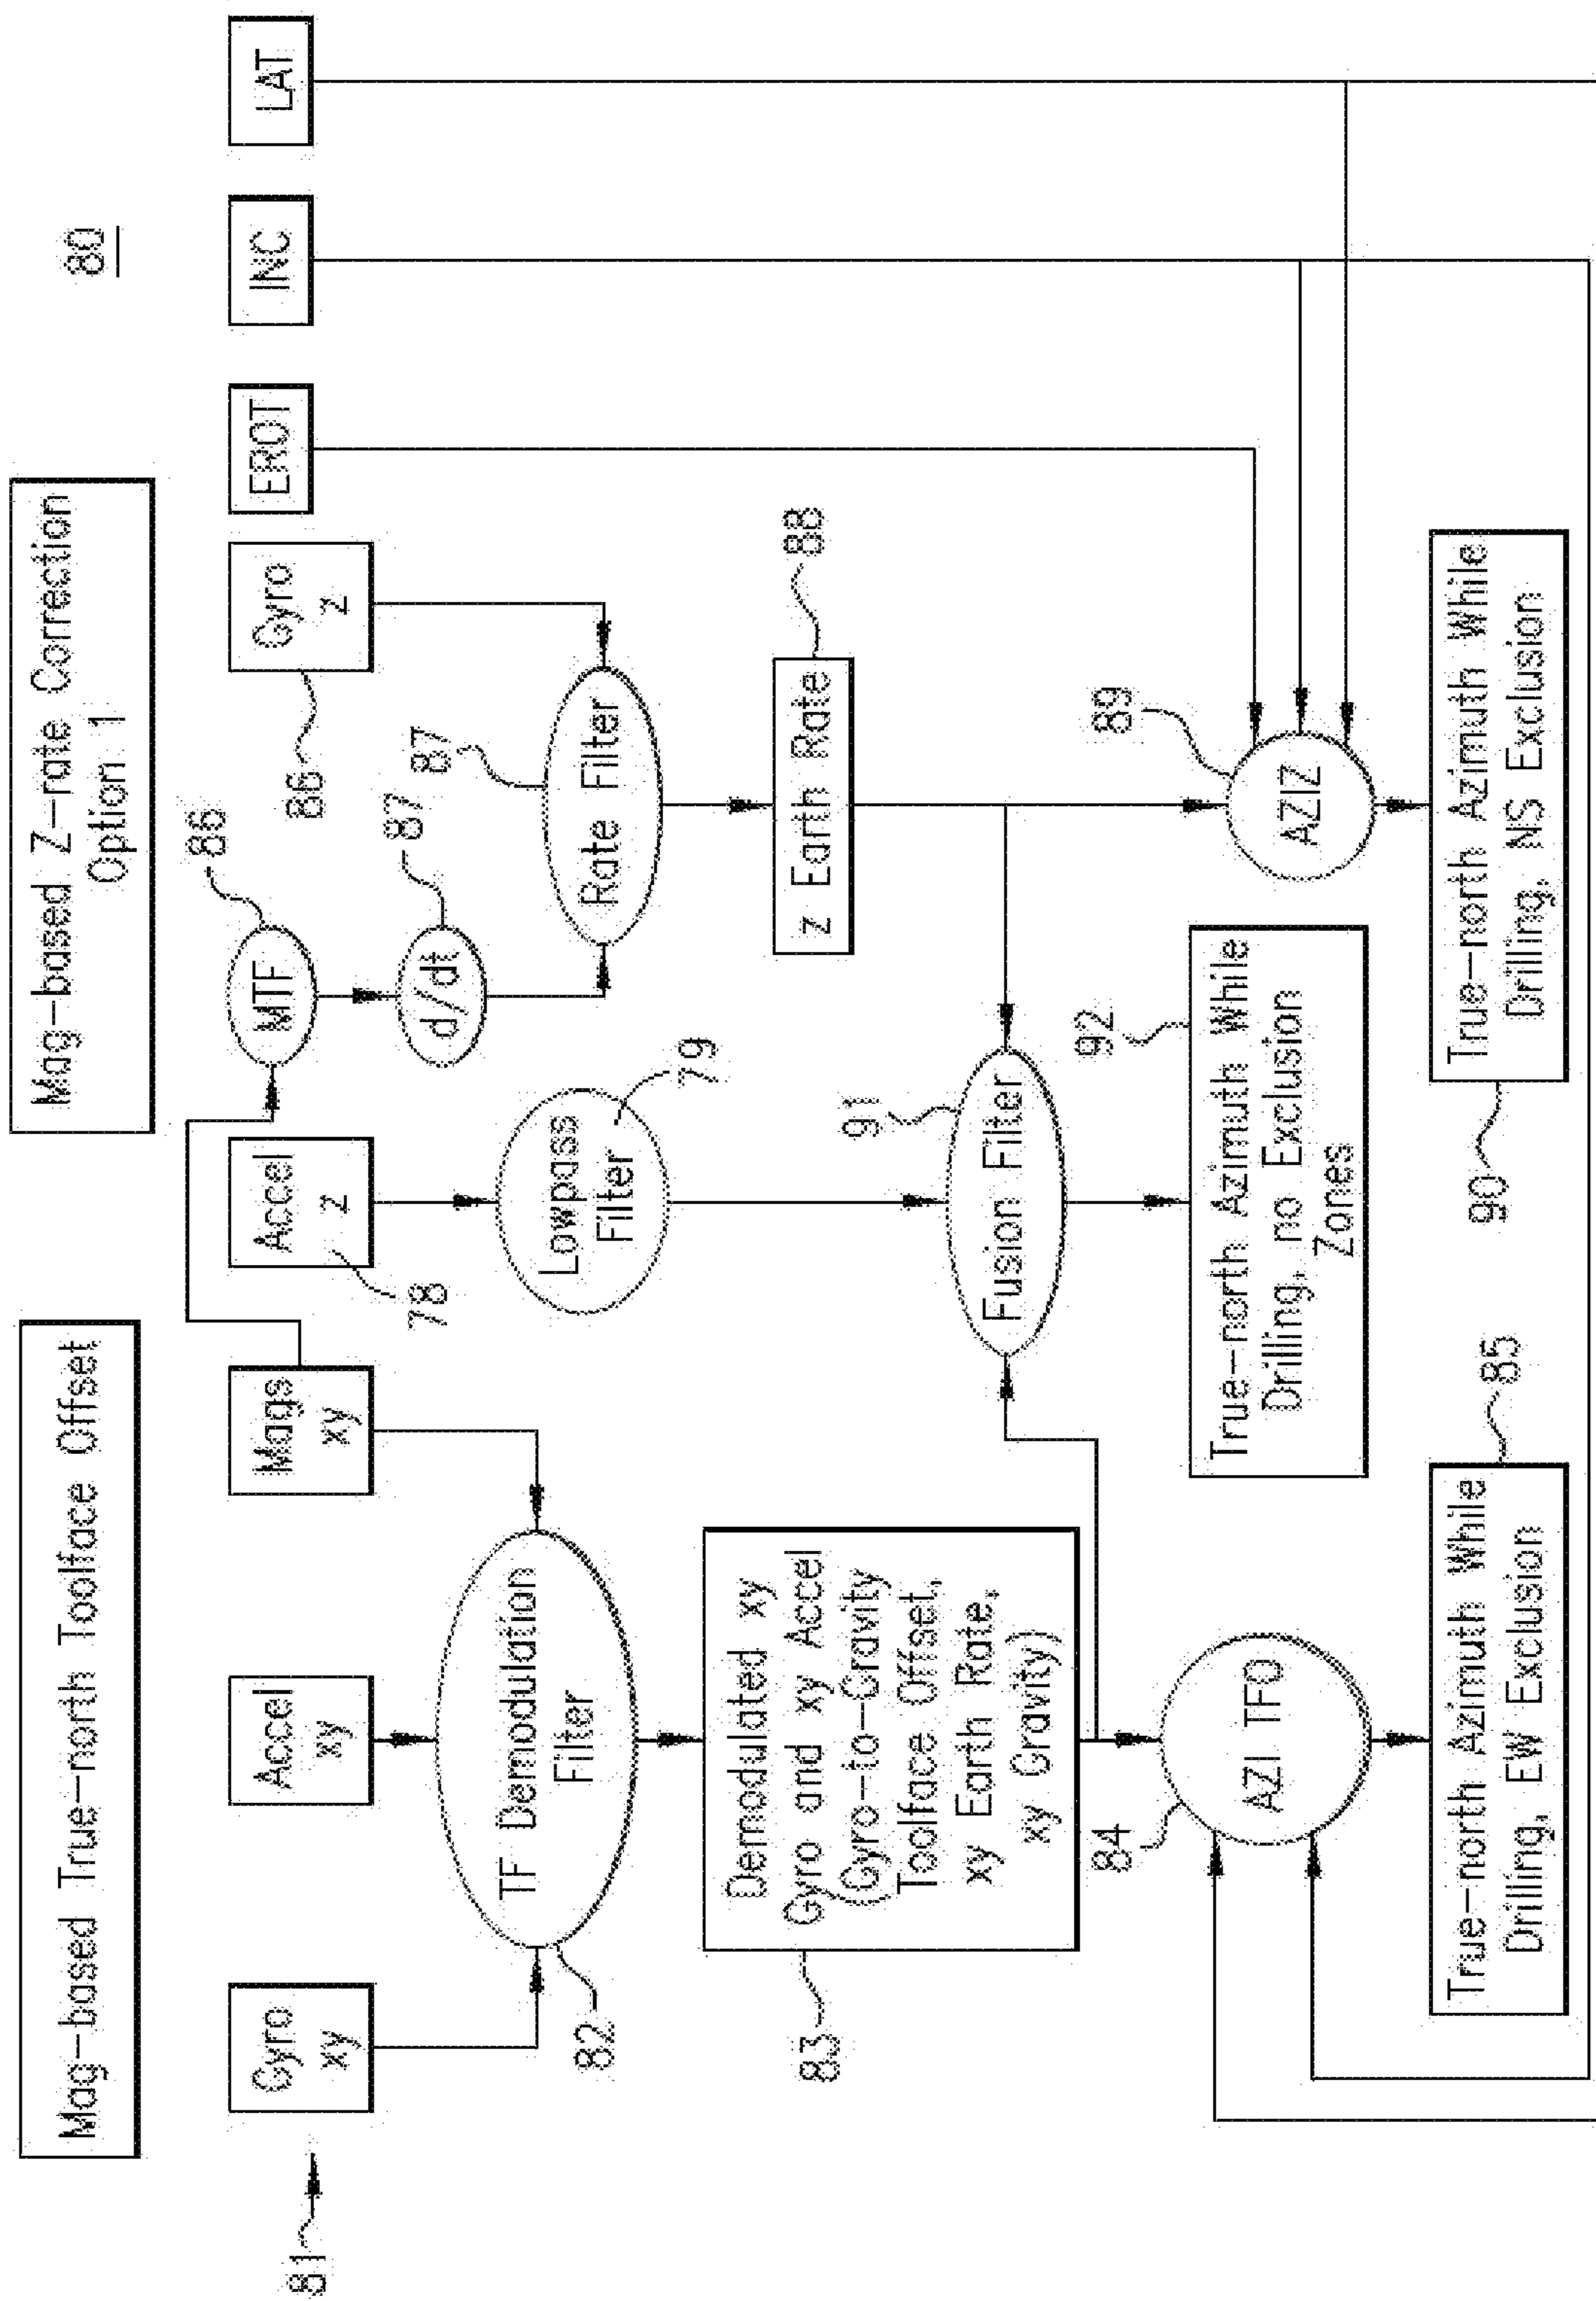 80
Mag-based True-north Toolface Offset
Mag-based Z-rate Correction
Option 1
81
Gyro
xy
Accel
xy
Mags
xy
Accel
z
78
MTF
86
Gyro
z
86
EROT
INC
LAT
TF Demodulation
Filter
82
Lowpass
Filter
79
d/dt
87
Rate Filter
87
Demodulated xy
Gyro and xy Accel
(Gyro-to-Gravity
Toolface Offset,
xy Earth Rate,
xy Gravity)
83
z Earth Rate
88
Fusion Filter
91
AZI TFO
84
AZIZ
89
True-north Azimuth While
Drilling, EW Exclusion
85
True-north Azimuth While
Drilling, no Exclusion
Zones
92
True-north Azimuth While
Drilling, NS Exclusion
90